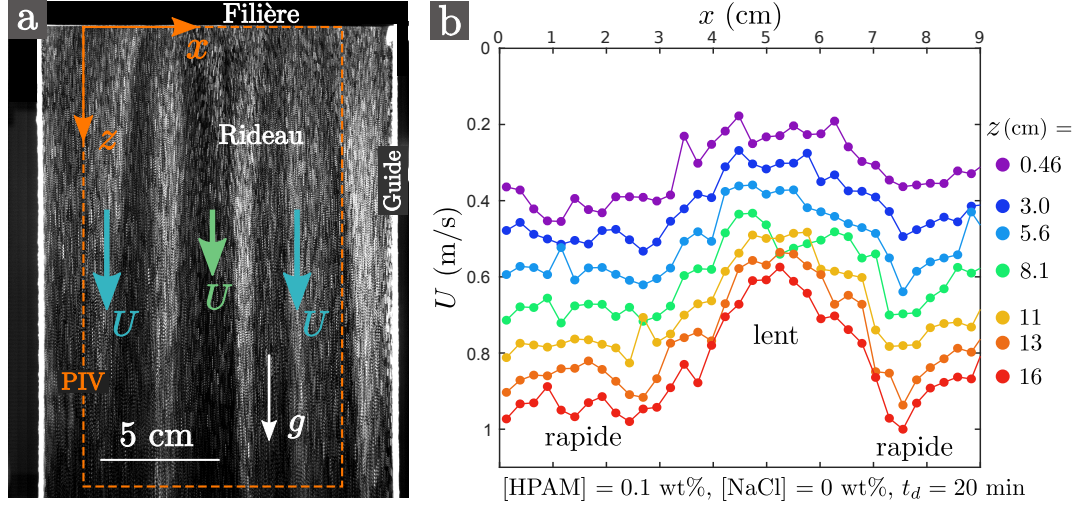 a
Filière
x
z
Rideau
Guide
U
U
U
PIV
5 cm
g
b
x (cm)
0 1 2 3 4 5 6 7 8 9
0
0.2
0.4
0.6
0.8
1
U (m/s)
z (cm) =
0.46
3.0
5.6
8.1
11
13
16
lent
rapide
rapide
[HPAM] = 0.1 wt%, [NaCl] = 0 wt%, t_d = 20 min